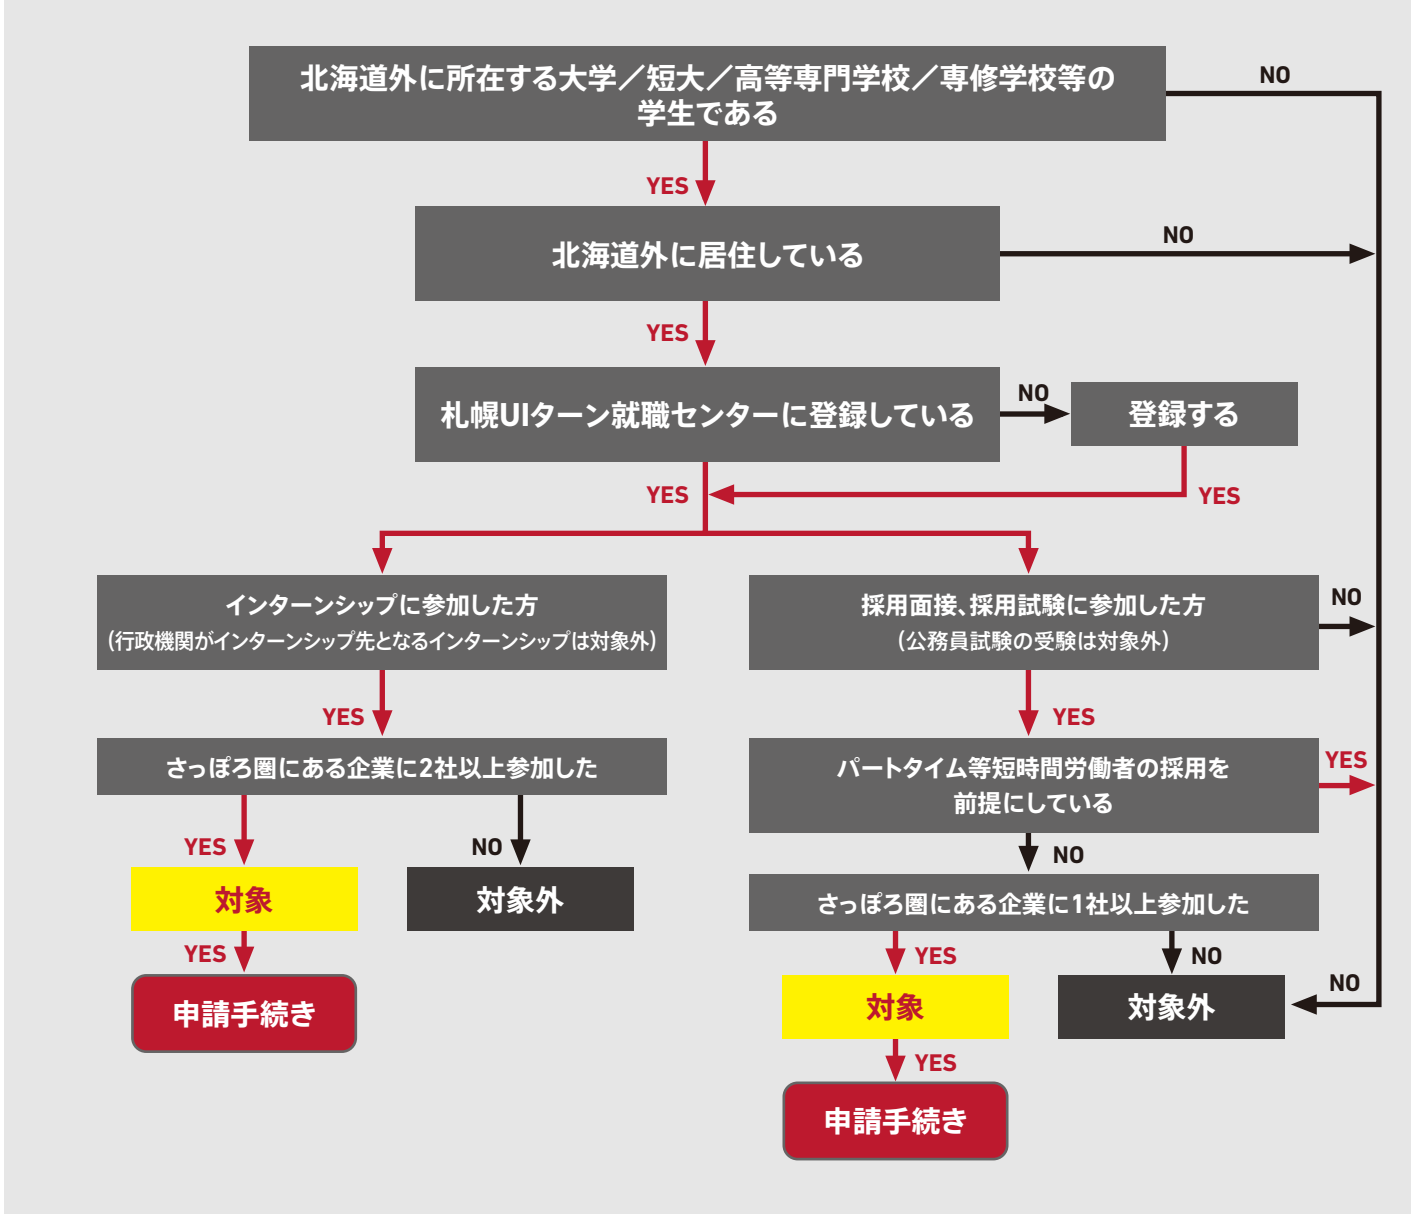 北海道外に所在する大学／短大／高等専門学校／専修学校等の
学生である
NO
YES
北海道外に居住している
NO
YES
札幌UIターン就職センターに登録している
NO
登録する
YES
YES
インターンシップに参加した方
（行政機関がインターンシップ先となるインターンシップは対象外）
採用面接、採用試験に参加した方
（公務員試験の受験は対象外）
NO
YES
YES
さっぽろ圏にある企業に2社以上参加した
パートタイム等短時間労働者の採用を
前提にしている
YES
YES
NO
NO
対象
対象外
さっぽろ圏にある企業に1社以上参加した
YES
YES
NO
申請手続き
対象
対象外
NO
YES
申請手続き